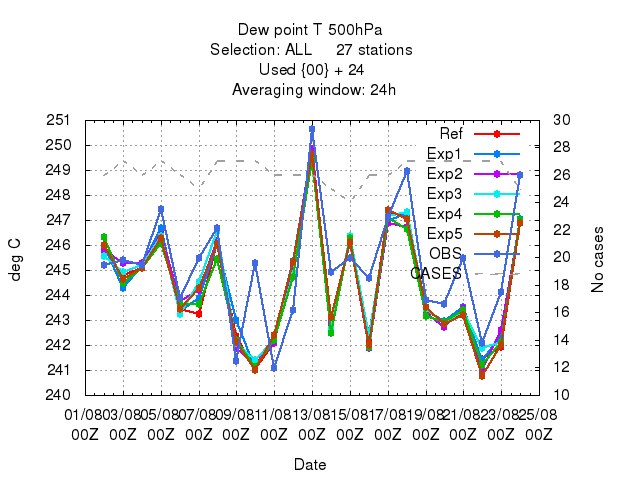 Dew point T 500hPa
Selection: ALL 27 stations
Used {00} + 24
Averaging window: 24h
251
250
249
248
247
246
245
244
243
242
241
240
deg C
30
28
26
24
22
20
18
16
14
12
10
No cases
Ref
Exp1
Exp2
Exp3
Exp4
Exp5
OBS
CASES
01/08 03/08 05/08 07/08 09/08 11/08 13/08 15/08 17/08 19/08 21/08 23/08 25/08
00Z 00Z 00Z 00Z 00Z 00Z 00Z 00Z 00Z 00Z 00Z 00Z 00Z
Date